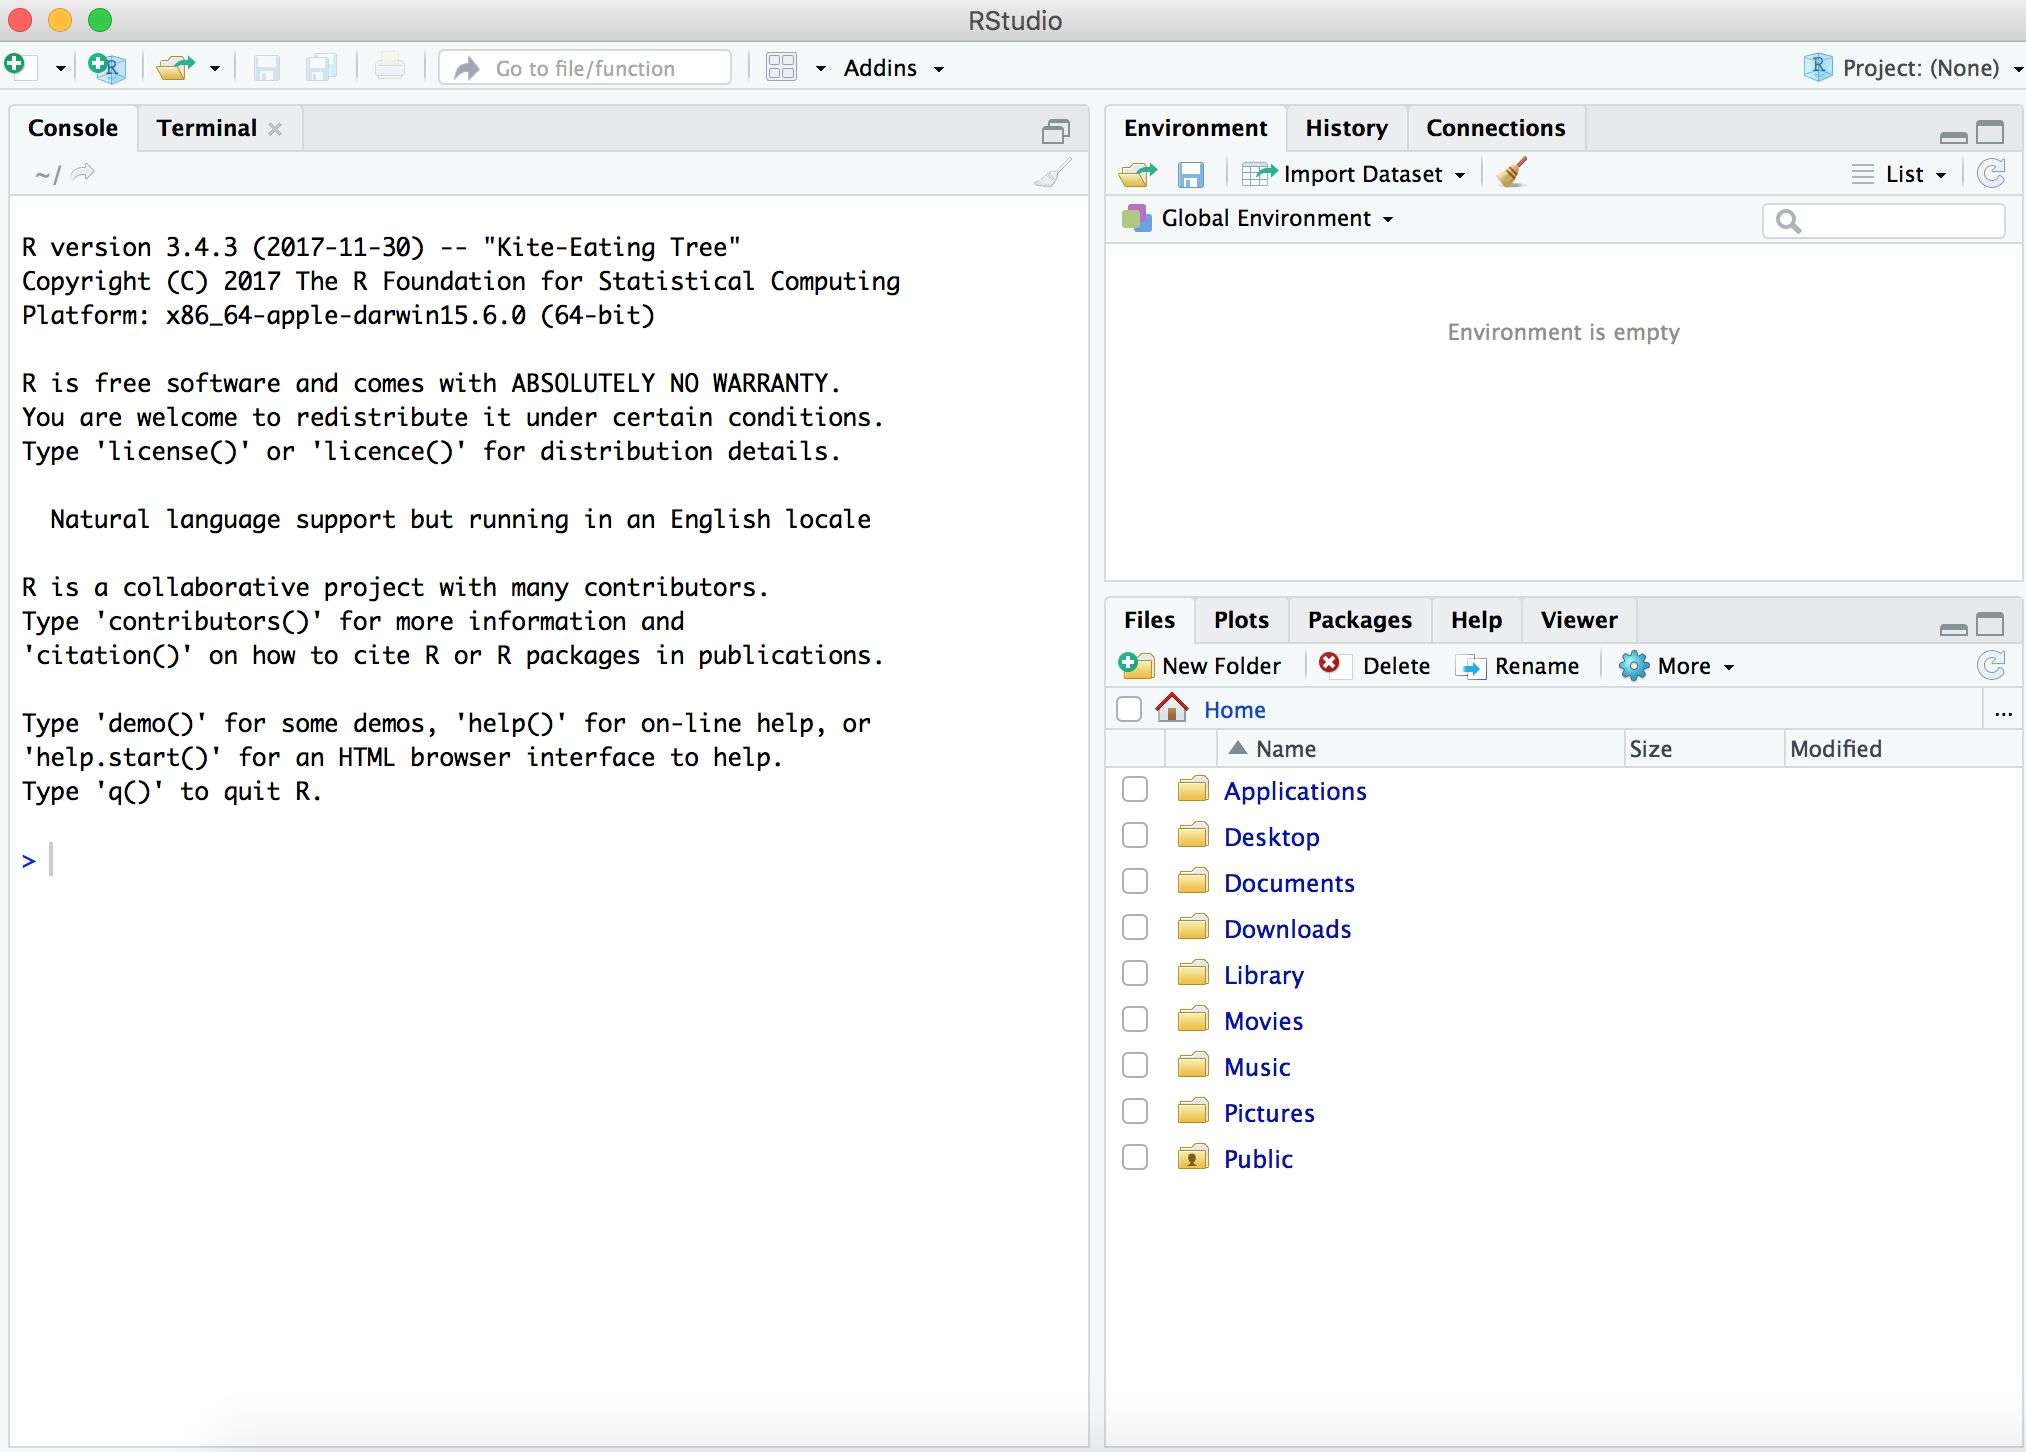 RStudio
Go to file/function
Addins
Project: (None)
Console
Terminal
~/
R version 3.4.3 (2017-11-30) -- "Kite-Eating Tree"
Copyright (C) 2017 The R Foundation for Statistical Computing
Platform: x86_64-apple-darwin15.6.0 (64-bit)
R is free software and comes with ABSOLUTELY NO WARRANTY.
You are welcome to redistribute it under certain conditions.
Type 'license()' or 'licence()' for distribution details.
Natural language support but running in an English locale
R is a collaborative project with many contributors.
Type 'contributors()' for more information and
'citation()' on how to cite R or R packages in publications.
Type 'demo()' for some demos, 'help()' for on-line help, or
'help.start()' for an HTML browser interface to help.
Type 'q()' to quit R.
>
Environment
History
Connections
Import Dataset
List
Global Environment
Environment is empty
Files
Plots
Packages
Help
Viewer
New Folder
Delete
Rename
More
Home
...
Name
Size
Modified
Applications
Desktop
Documents
Downloads
Library
Movies
Music
Pictures
Public